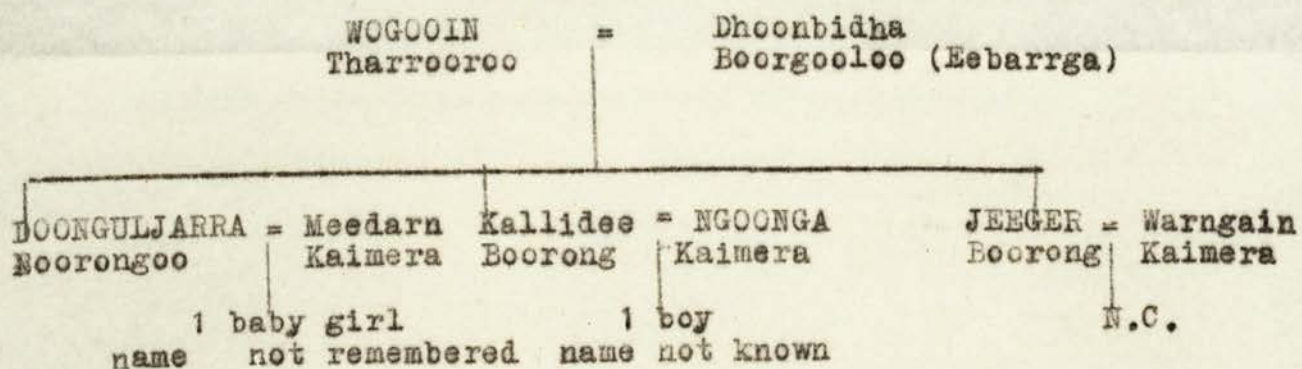 WOGOOIN = Dhoonbidha
Tharrooroo Boorgooloo (Eebarrga)
DOONGULJARRA = Meedarn Kallidee = NGOONGA JEEGER = Warngain
Boorongoo Kaimera Boorong Kaimera Boorong Kaimera
1 baby girl 1 boy N.C.
name not remembered name not known